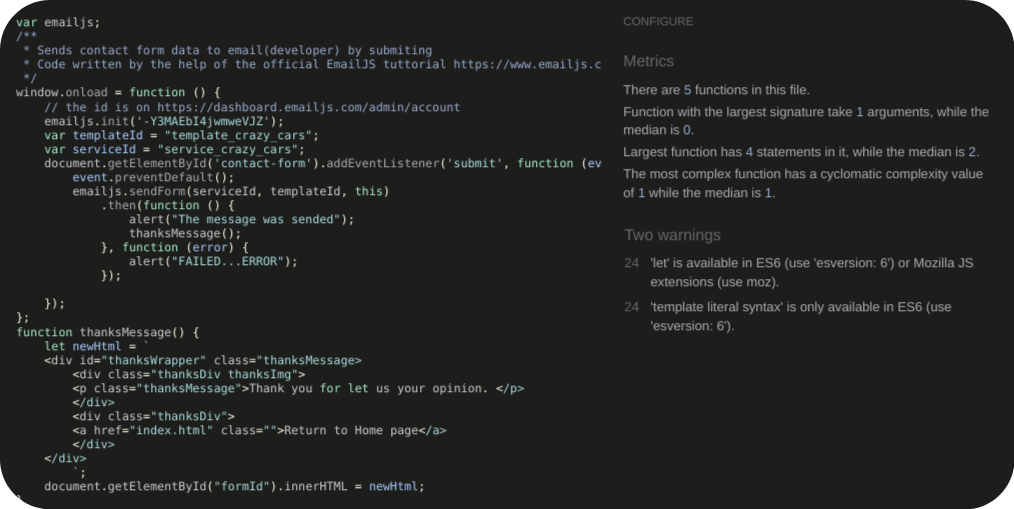 var emailjs;
/**
 * Sends contact form data to email(developer) by submiting
 * Code written by the help of the official EmailJS tuttorial https://www.emailjs.c
 */
window.onload = function () {
    // the id is on https://dashboard.emailjs.com/admin/account
    emailjs.init('-Y3MAEbI4jwmweVJZ');
    var templateId = "template_crazy_cars";
    var serviceId = "service_crazy_cars";
    document.getElementById('contact-form').addEventListener('submit', function (ev
        event.preventDefault();
        emailjs.sendForm(serviceId, templateId, this)
            .then(function () {
                alert("The message was sended");
                thanksMessage();
            }, function (error) {
                alert("FAILED...ERROR");
            });

    });
};
function thanksMessage() {
    let newHtml = `
    <div id="thanksWrapper" class="thanksMessage>
        <div class="thanksDiv thanksImg">
        <p class="thanksMessage">Thank you for let us your opinion. </p>
        </div>
        <div class="thanksDiv">
        <a href="index.html" class="">Return to Home page</a>
        </div>
    </div>
        `;
    document.getElementById("formId").innerHTML = newHtml;
CONFIGURE
Metrics
There are 5 functions in this file.
Function with the largest signature take 1 arguments, while the
median is 0.
Largest function has 4 statements in it, while the median is 2.
The most complex function has a cyclomatic complexity value
of 1 while the median is 1.
Two warnings
24 'let' is available in ES6 (use 'esversion: 6') or Mozilla JS
extensions (use moz).
24 'template literal syntax' is only available in ES6 (use
'esversion: 6').